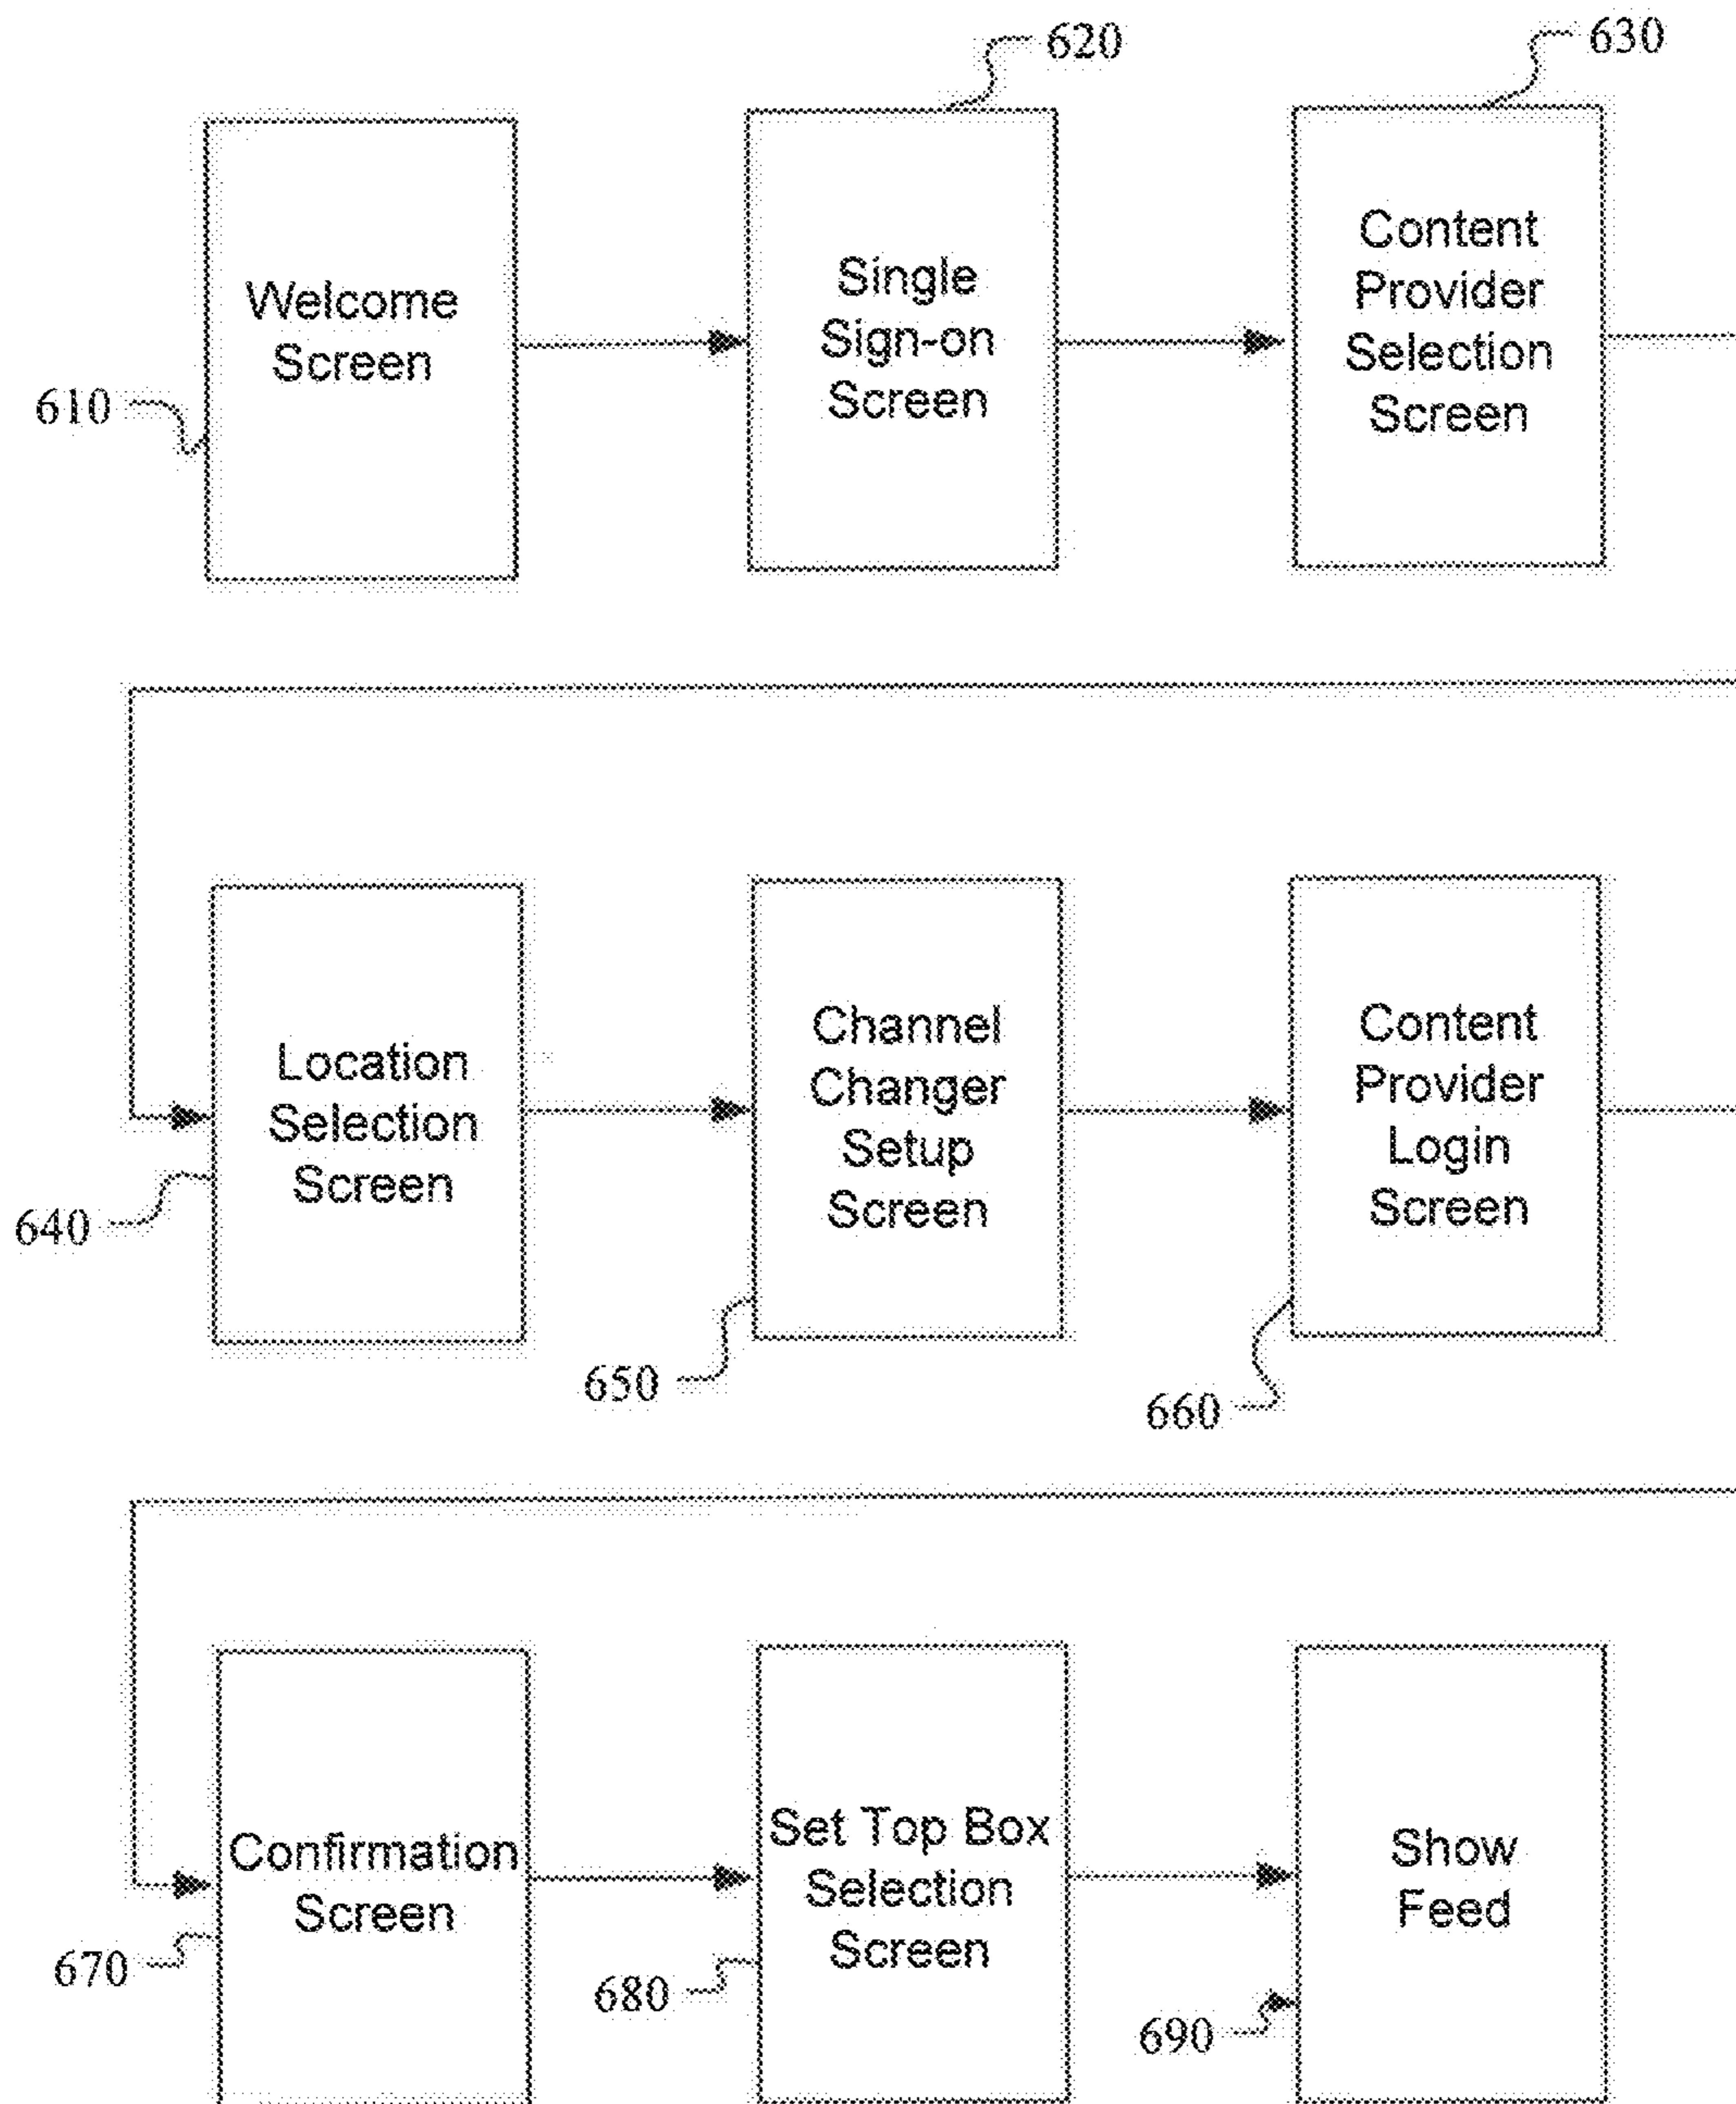 620
630
Welcome
Screen
610
Single
Sign-on
Screen
Content
Provider
Selection
Screen
Location
Selection
Screen
640
Channel
Changer
Setup
Screen
650
Content
Provider
Login
Screen
660
Confirmation
Screen
670
Set Top Box
Selection
Screen
680
Show
Feed
690